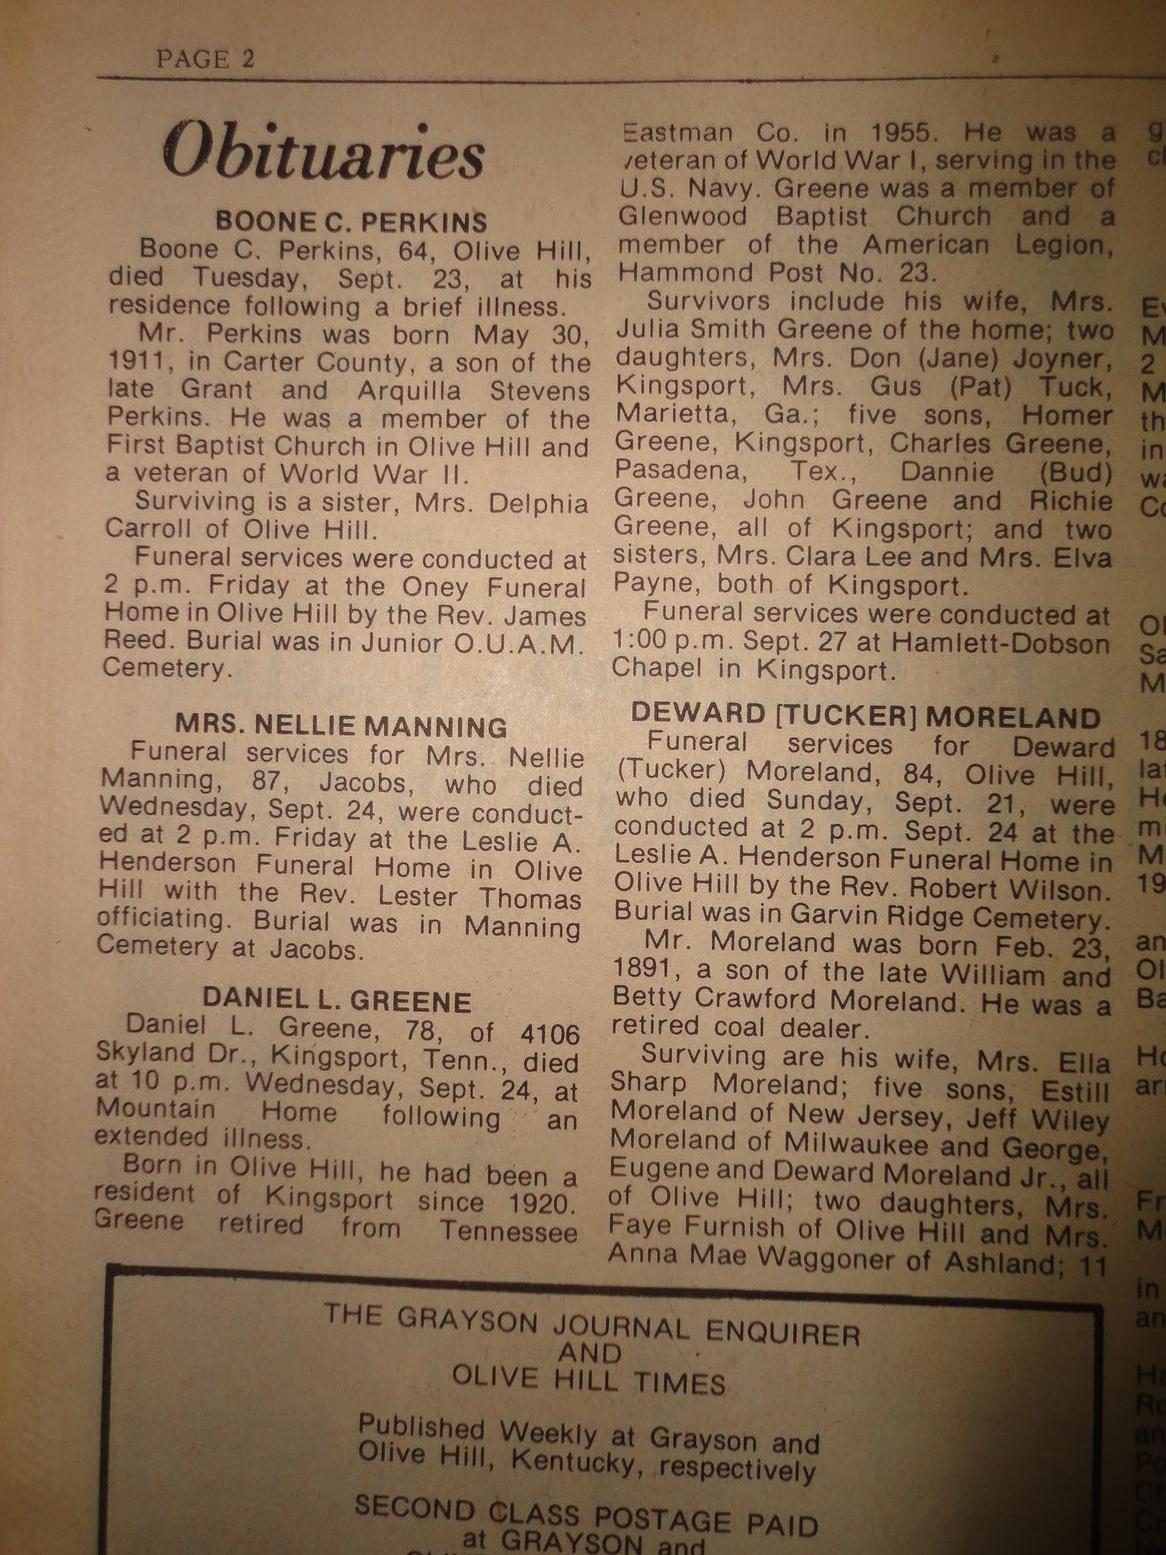 PAGE 2
Obituaries
BOONE C. PERKINS
Boone C. Perkins, 64, Olive Hill,
died Tuesday, Sept. 23, at his
residence following a brief illness.
Mr. Perkins was born May 30,
1911, in Carter County, a son of the
late Grant and Arquilla Stevens
Perkins. He was a member of the
First Baptist Church in Olive Hill and
a veteran of World War II.
Surviving is a sister, Mrs. Delphia
Carroll of Olive Hill.
Funeral services were conducted at
2 p.m. Friday at the Oney Funeral
Home in Olive Hill by the Rev. James
Reed. Burial was in Junior O.U.A.M.
Cemetery.
MRS. NELLIE MANNING
Funeral services for Mrs. Nellie
Manning, 87, Jacobs, who died
Wednesday, Sept. 24, were conduct-
ed at 2 p.m. Friday at the Leslie A.
Henderson Funeral Home in Olive
Hill with the Rev. Lester Thomas
officiating. Burial was in Manning
Cemetery at Jacobs.
DANIEL L. GREENE
Daniel L. Greene, 78, of 4106
Skyland Dr., Kingsport, Tenn., died
at 10 p.m. Wednesday, Sept. 24, at
Mountain Home following an
extended illness.
Born in Olive Hill, he had been a
resident of Kingsport since 1920.
Greene retired from Tennessee
Eastman Co. in 1955. He was a
veteran of World War I, serving in the
U.S. Navy. Greene was a member of
Glenwood Baptist Church and a
member of the American Legion,
Hammond Post No. 23.
Survivors include his wife, Mrs.
Julia Smith Greene of the home; two
daughters, Mrs. Don (Jane) Joyner,
Kingsport, Mrs. Gus (Pat) Tuck,
Marietta, Ga.; five sons, Homer
Greene, Kingsport, Charles Greene,
Pasadena, Tex., Dannie (Bud)
Greene, John Greene and Richie
Greene, all of Kingsport; and two
sisters, Mrs. Clara Lee and Mrs. Elva
Payne, both of Kingsport.
Funeral services were conducted at
1:00 p.m. Sept. 27 at Hamlett-Dobson
Chapel in Kingsport.
DEWARD [TUCKER] MORELAND
Funeral services for Deward
(Tucker) Moreland, 84, Olive Hill,
who died Sunday, Sept. 21, were
conducted at 2 p.m. Sept. 24 at the
Leslie A. Henderson Funeral Home in
Olive Hill by the Rev. Robert Wilson.
Burial was in Garvin Ridge Cemetery.
Mr. Moreland was born Feb. 23,
1891, a son of the late William and
Betty Crawford Moreland. He was a
retired coal dealer.
Surviving are his wife, Mrs. Ella
Sharp Moreland; five sons, Estill
Moreland of New Jersey, Jeff Wiley
Moreland of Milwaukee and George,
Eugene and Deward Moreland Jr., all
of Olive Hill; two daughters, Mrs.
Faye Furnish of Olive Hill and Mrs.
Anna Mae Waggoner of Ashland; 11
THE GRAYSON JOURNAL ENQUIRER
AND
OLIVE HILL TIMES
Published Weekly at Grayson and
Olive Hill, Kentucky, respectively
SECOND CLASS POSTAGE PAID
at GRAYSON and